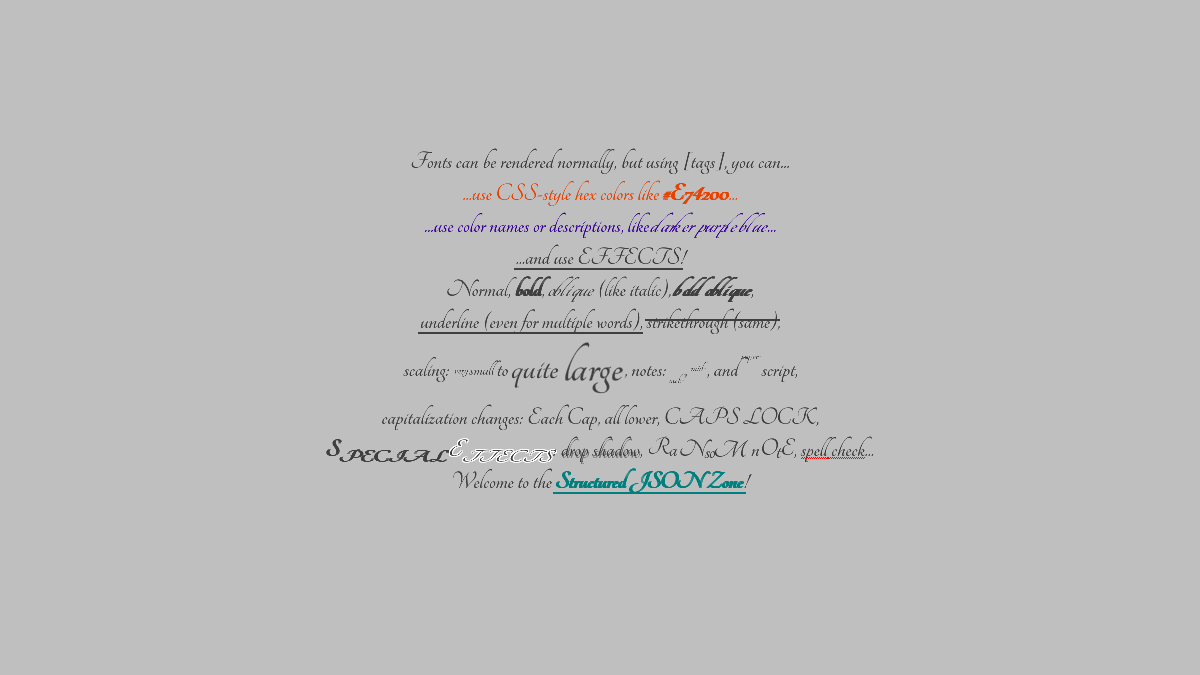 Fonts can be rendered normally, but using [tags], you can...
...use CSS-style hex colors like #E74200...
...use color names or descriptions, like darker purple blue...
...and use EFFECTS!
Normal, bold, oblique (like italic), bold oblique,
underline (even for multiple words), strikethrough (same),
scaling: very small to quite large, notes: sub-, mid-, and super- script,
capitalization changes: Each Cap, all lower, CAPS LOCK,
SPECIAL EFFECTS: drop shadow, RaNsoM nOtE, spell check...
Welcome to the Structured JSON Zone!